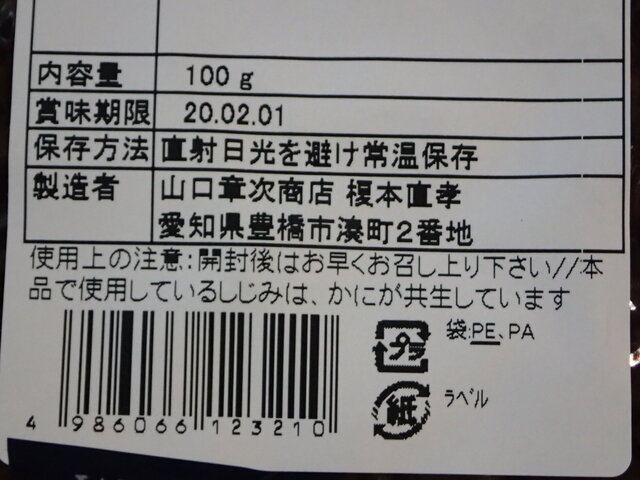 内容量 100g
賞味期限 20.02.01
保存方法 直射日光を避け常温保存
製造者 山口章次商店 榎本直孝
愛知県豊橋市湊町2番地
使用上の注意:開封後はお早くお召し上り下さい//本
品で使用しているしじみは、かにが共生しています
袋:PE、PA
プラ
紙
ラベル
4 986066 123210